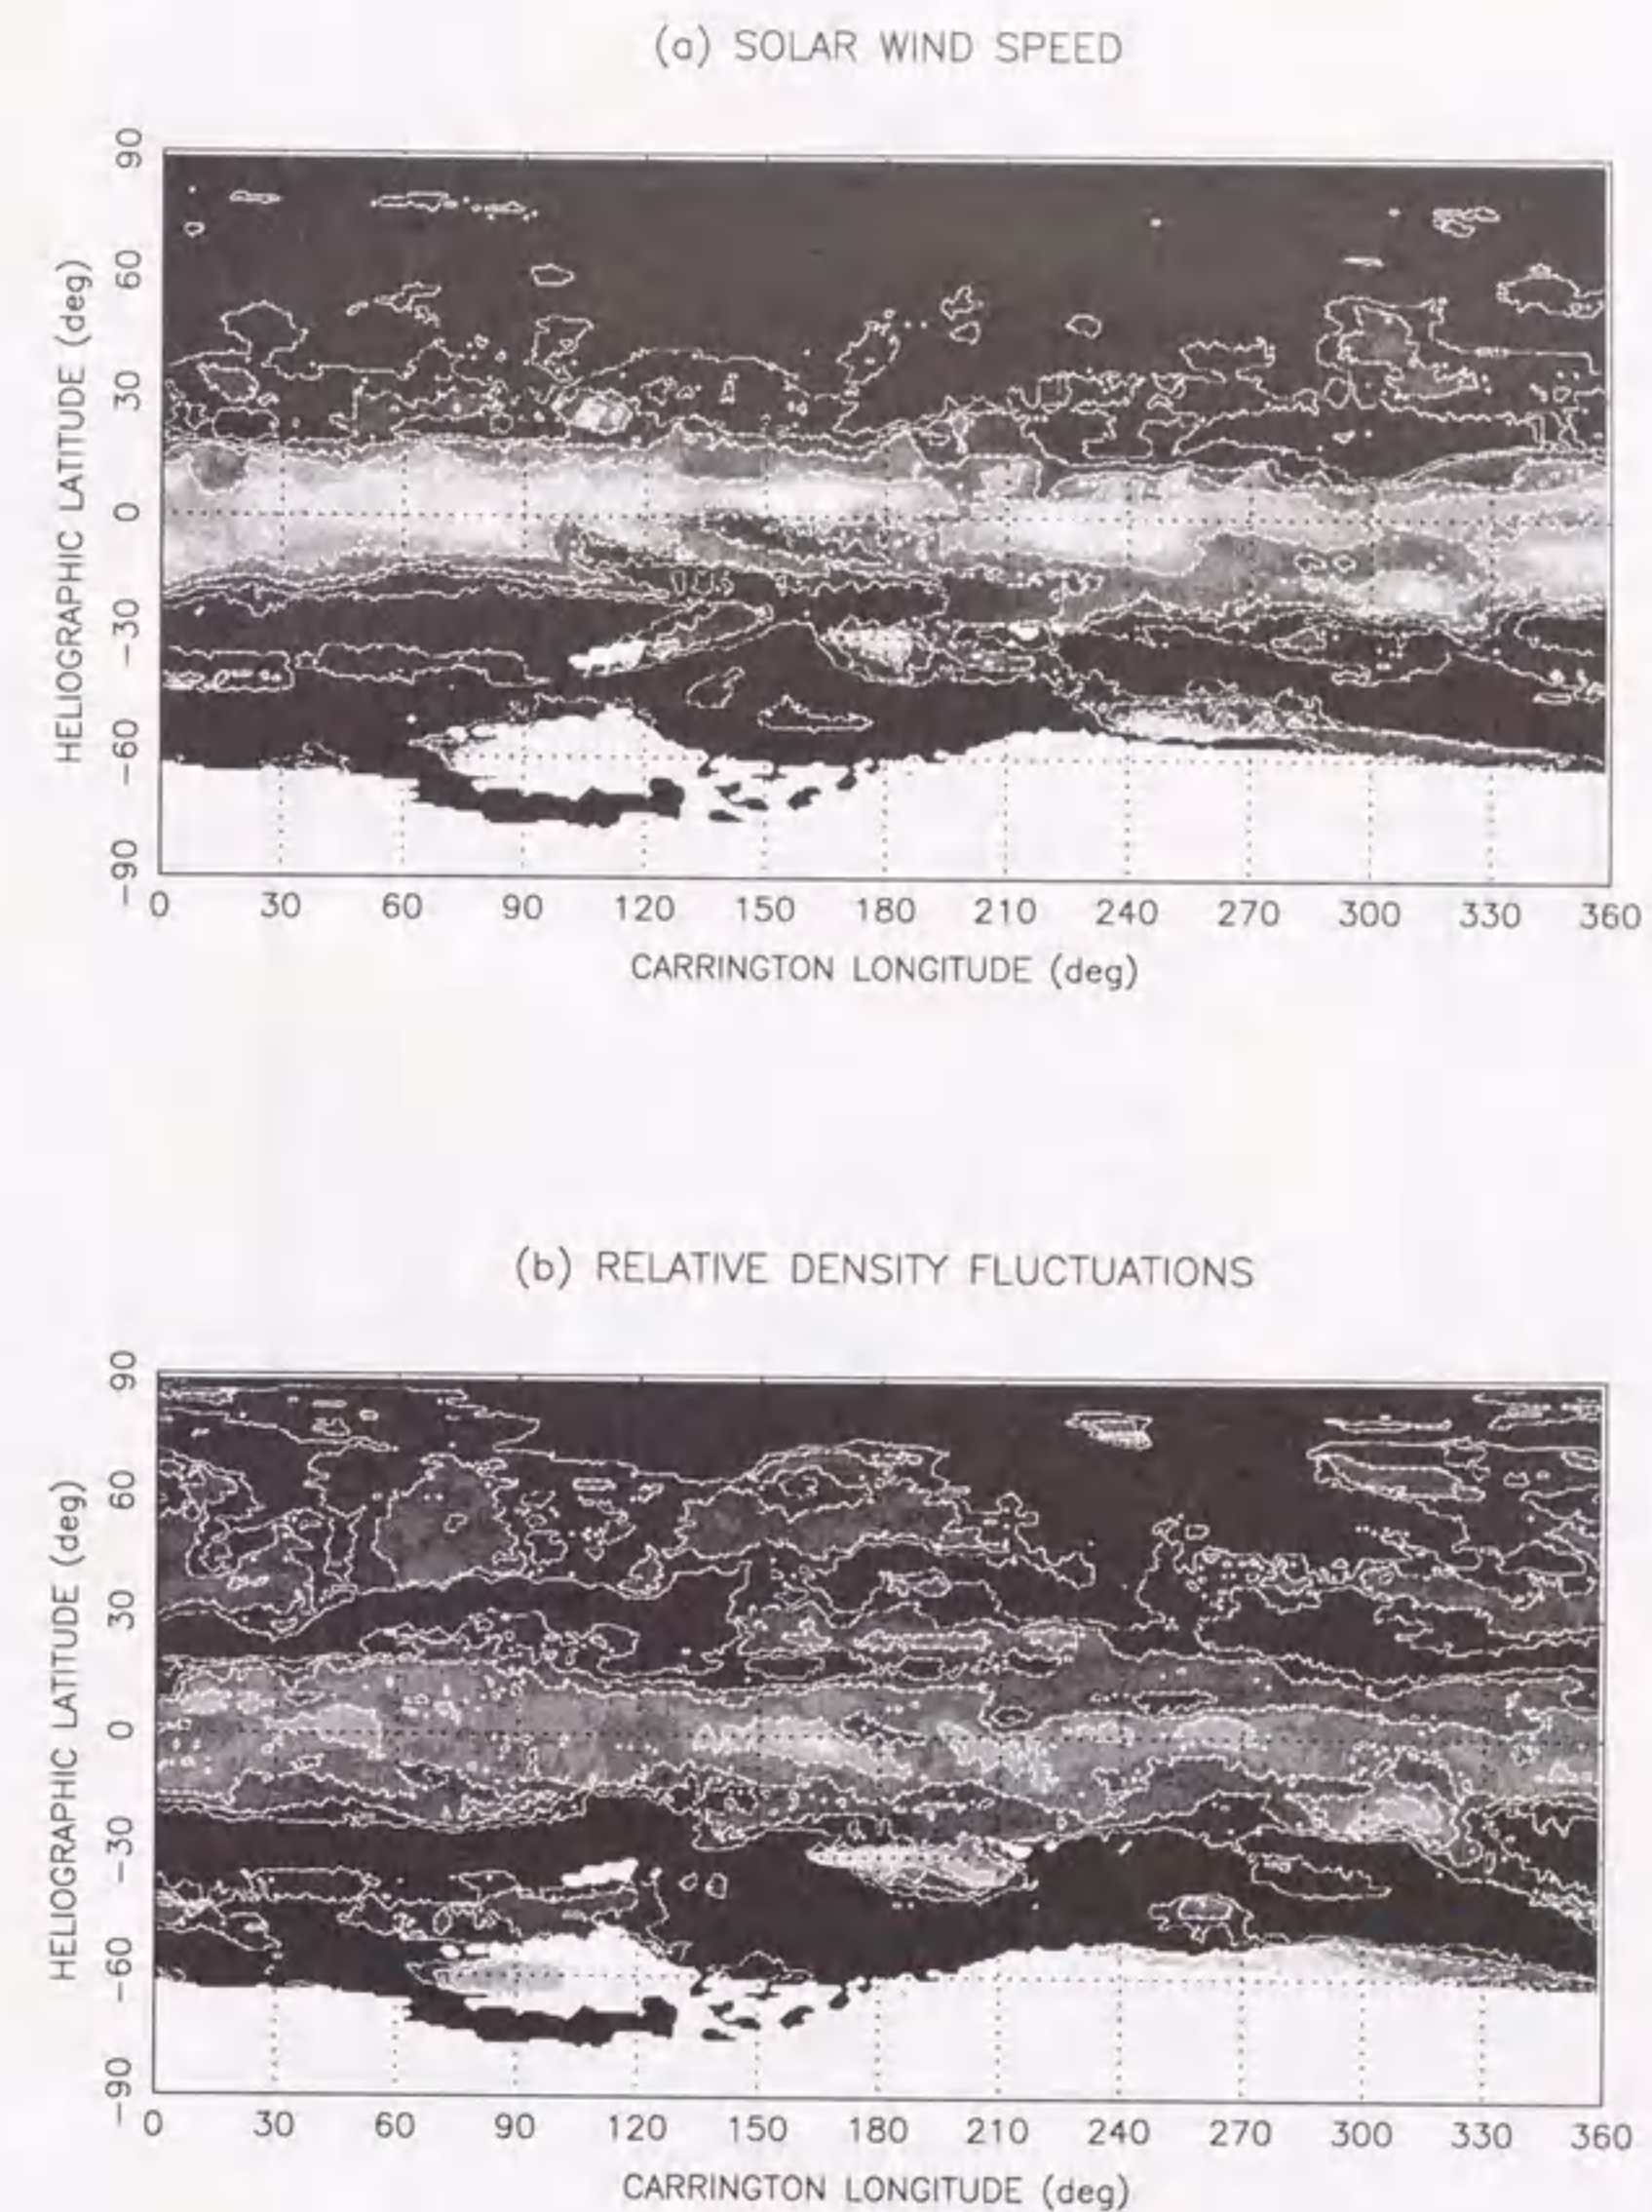 (a) SOLAR WIND SPEED
90
60
30
0
−30
−60
−90
HELIOGRAPHIC LATITUDE (deg)
0 30 60 90 120 150 180 210 240 270 300 330 360
CARRINGTON LONGITUDE (deg)
(b) RELATIVE DENSITY FLUCTUATIONS
90
60
30
0
−30
−60
−90
HELIOGRAPHIC LATITUDE (deg)
0 30 60 90 120 150 180 210 240 270 300 330 360
CARRINGTON LONGITUDE (deg)